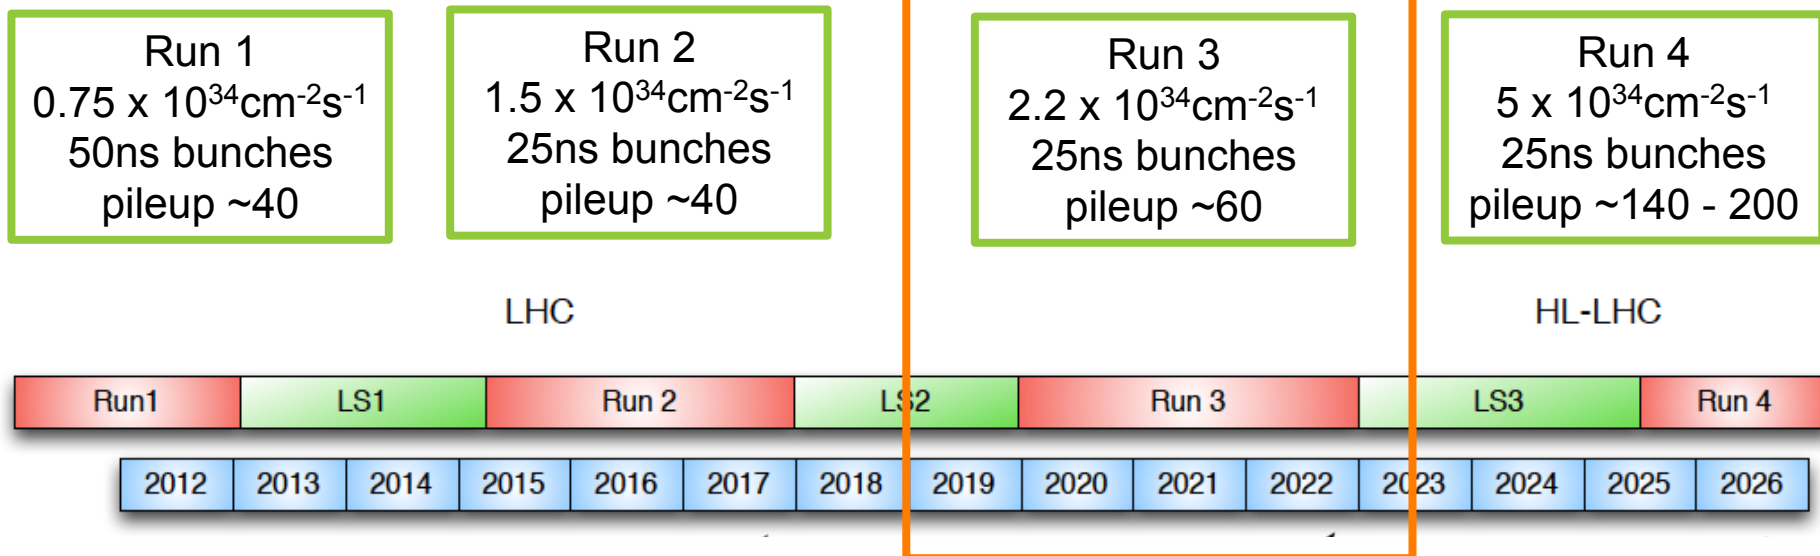 Run 1
0.75 x 10³⁴cm⁻²s⁻¹
50ns bunches
pileup ~40
Run 2
1.5 x 10³⁴cm⁻²s⁻¹
25ns bunches
pileup ~40
Run 3
2.2 x 10³⁴cm⁻²s⁻¹
25ns bunches
pileup ~60
Run 4
5 x 10³⁴cm⁻²s⁻¹
25ns bunches
pileup ~140 - 200
LHC
HL-LHC
Run1 LS1 Run 2 LS2 Run 3 LS3 Run 4
2012 2013 2014 2015 2016 2017 2018 2019 2020 2021 2022 2023 2024 2025 2026